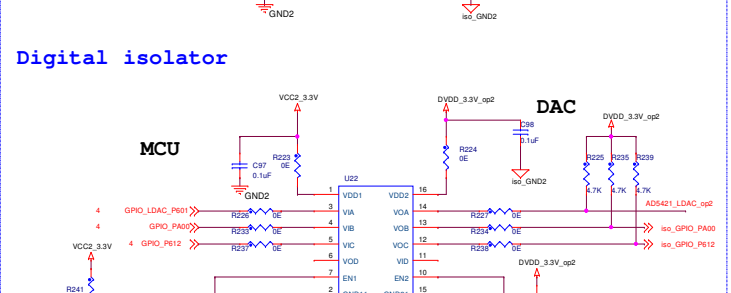 GND2
iso_GND2
Digital isolator
VCC2_3.3V
DVDD_3.3V_op2
DAC
DVDD_3.3V_op2
C98
0.1uF
MCU
R223
0E
R224
0E
R225
R235
R239
C97
0.1uF
iso_GND2
U22
4.7K
4.7K
4.7K
GND2
1
VDD1
VDD2
16
AD5421_LDAC_op2
4
GPIO_LDAC_P601
3
VIA
VOA
14
R226
0E
R227
0E
4
GPIO_PA00
4
VIB
VOB
13
iso_GPIO_PA00
R233
0E
R234
0E
VCC2_3.3V
4
GPIO_P612
5
VIC
VOC
12
iso_GPIO_P612
R237
0E
R238
0E
6
VOD
VID
11
DVDD_3.3V_op2
7
EN1
EN2
10
R241
2
15